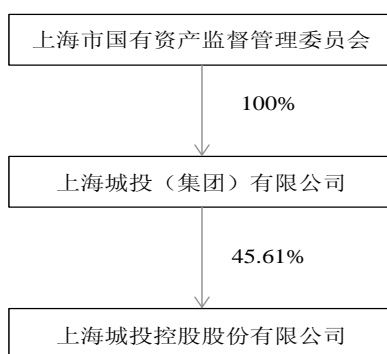 上海市国有资产监督管理委员会
100%
上海城投（集团）有限公司
45.61%
上海城投控股股份有限公司